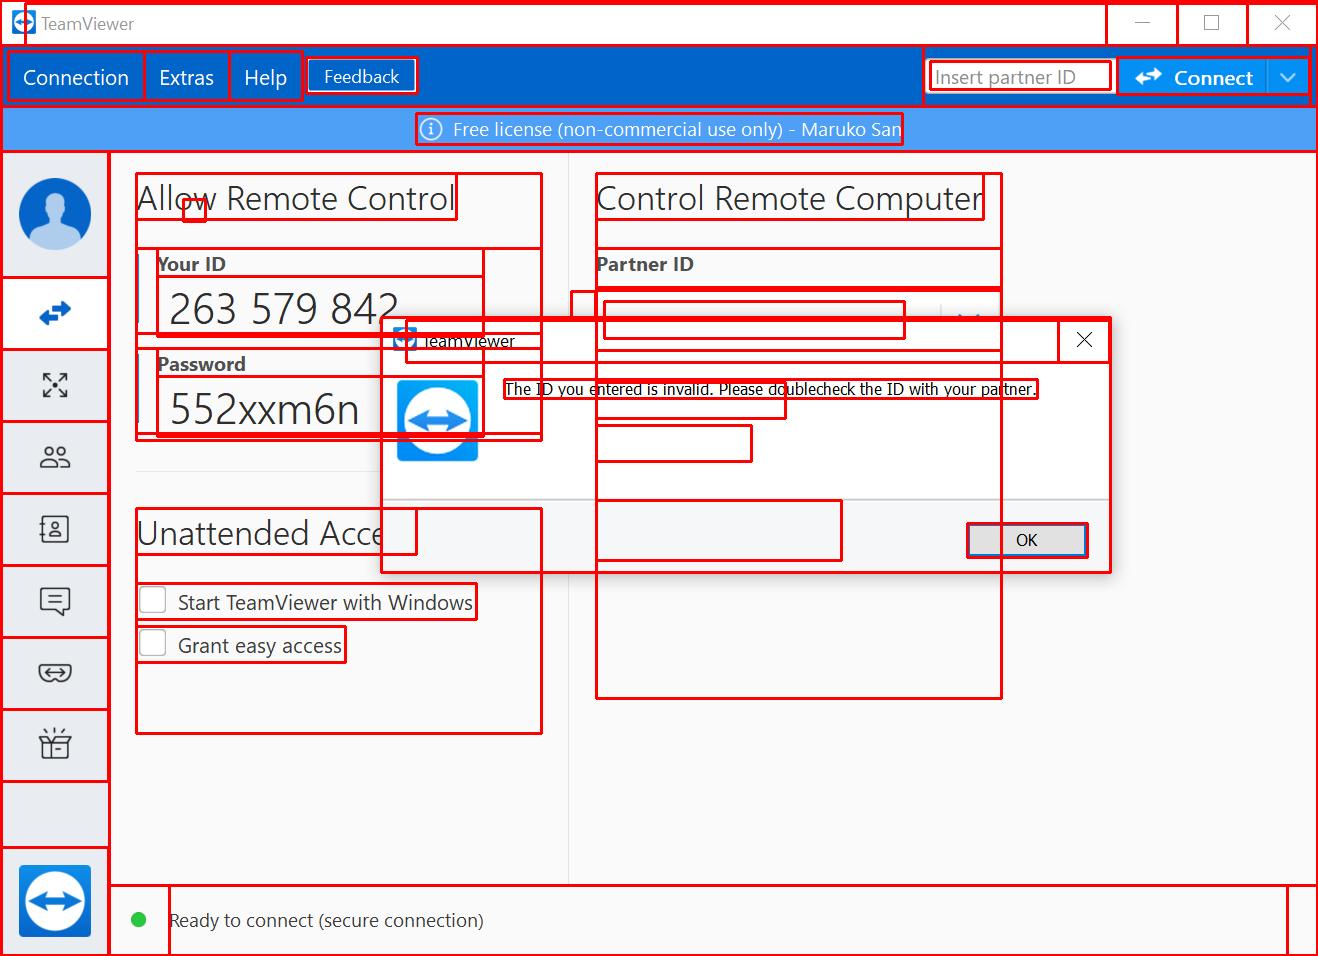 TeamViewer
Connection Extras Help Feedback Insert partner ID Connect
Free license (non-commercial use only) - Maruko San
Allow Remote Control
Control Remote Computer
Your ID
Partner ID
263 579 842
TeamViewer
Password
The ID you entered is invalid. Please doublecheck the ID with your partner.
552xxm6n
Unattended Acce
OK
Start TeamViewer with Windows
Grant easy access
Ready to connect (secure connection)